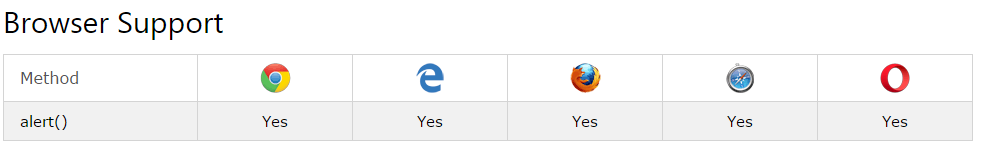 Browser Support
Method
alert() Yes Yes Yes Yes Yes